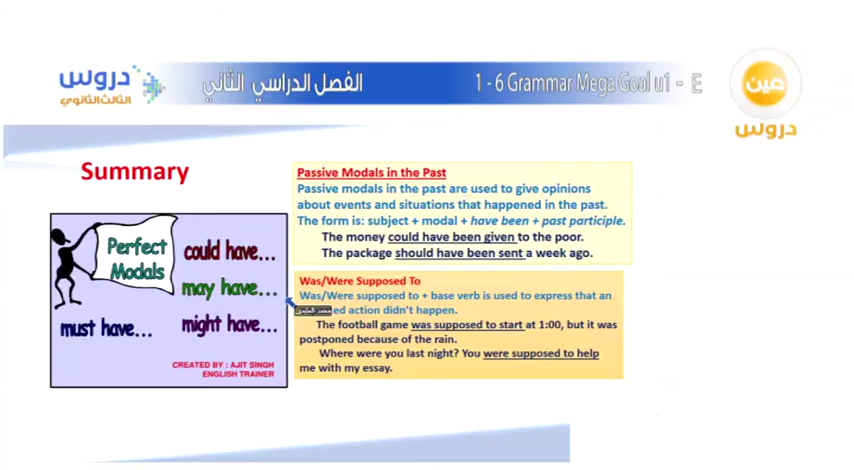 دروس
الثالث الثانوي
الفصل الدراسي الثاني
1 - 6 Grammar Mega Goal u1 - E
عين
دروس
Summary
Perfect
Modals
could have...
may have...
must have...
might have...
CREATED BY : AJIT SINGH
ENGLISH TRAINER
Passive Modals in the Past
Passive modals in the past are used to give opinions
about events and situations that happened in the past.
The form is: subject + modal + have been + past participle.
The money could have been given to the poor.
The package should have been sent a week ago.
Was/Were Supposed To
Was/Were supposed to + base verb is used to express that an
action didn't happen.
The football game was supposed to start at 1:00, but it was
postponed because of the rain.
Where were you last night? You were supposed to help
me with my essay.